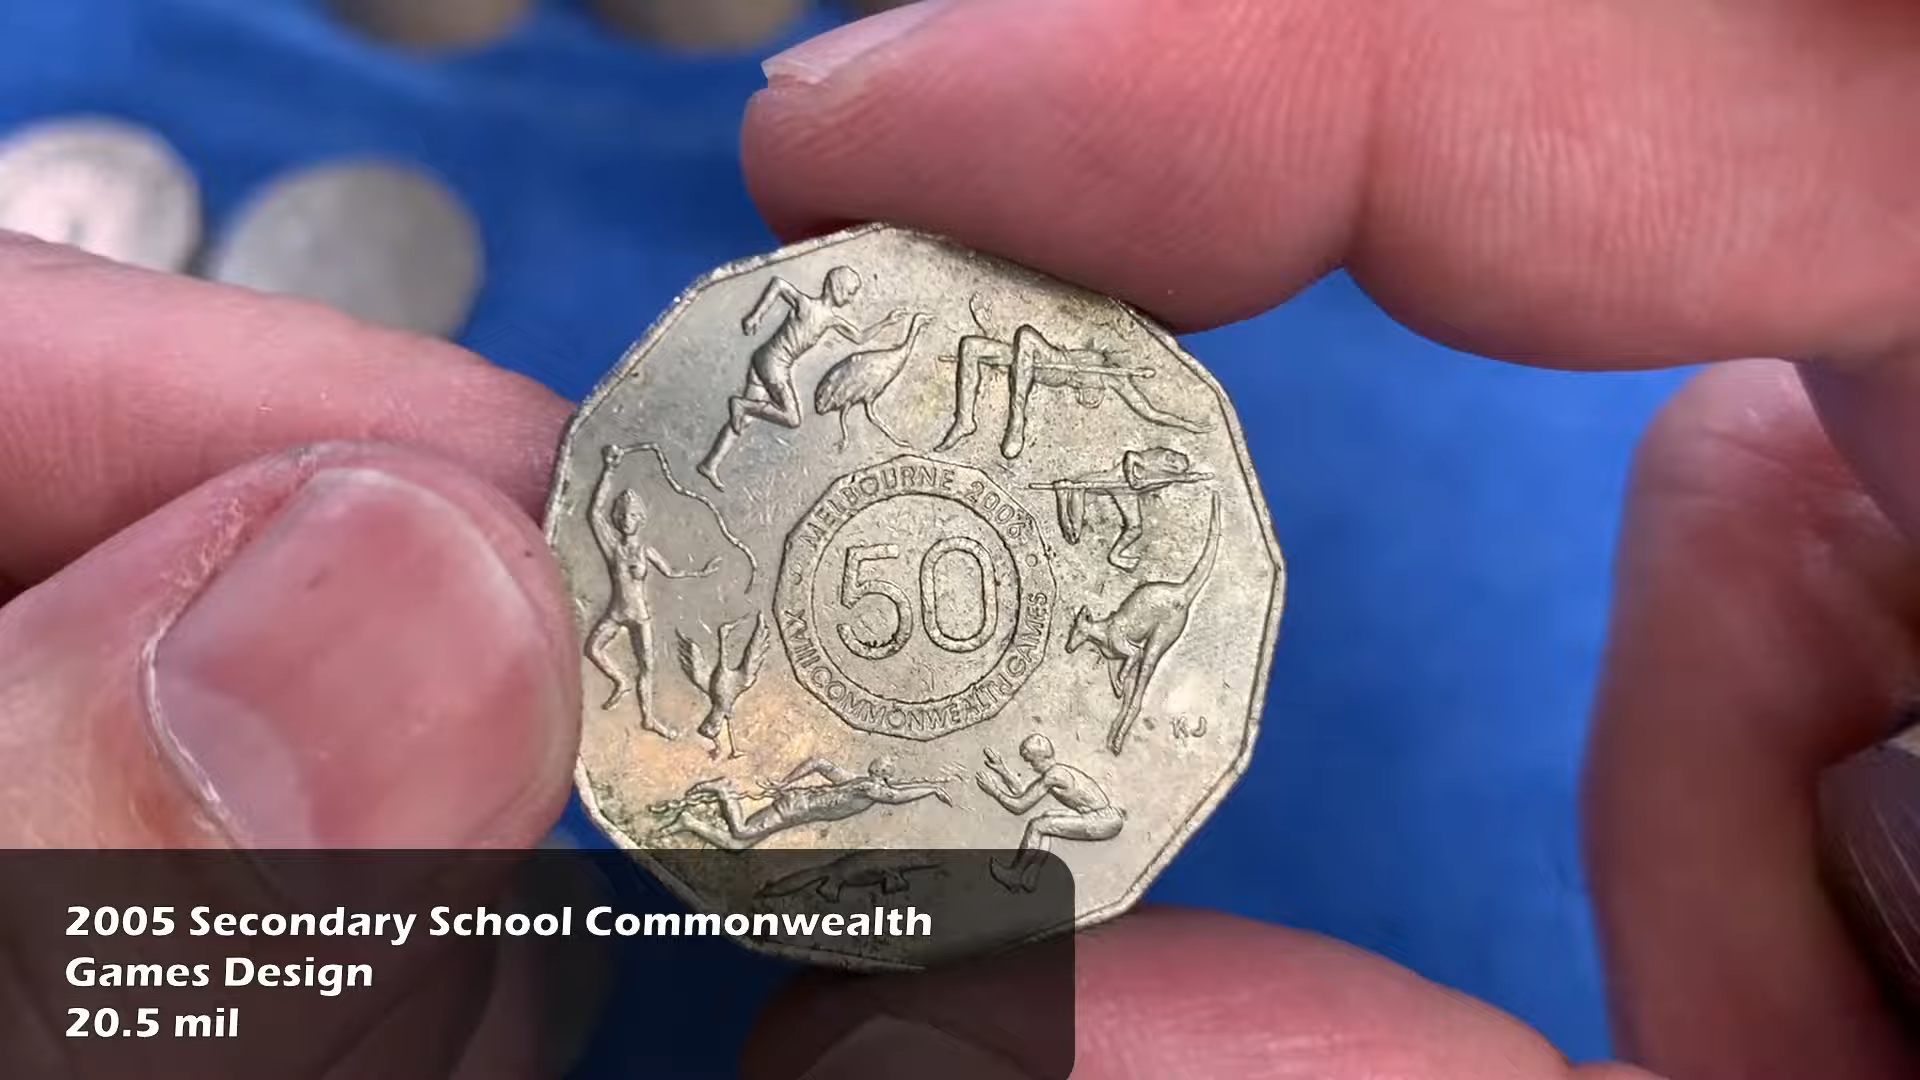 MELBOURNE 2006
50
XVIII COMMONWEALTH GAMES
KJ
2005 Secondary School Commonwealth
Games Design
20.5 mil